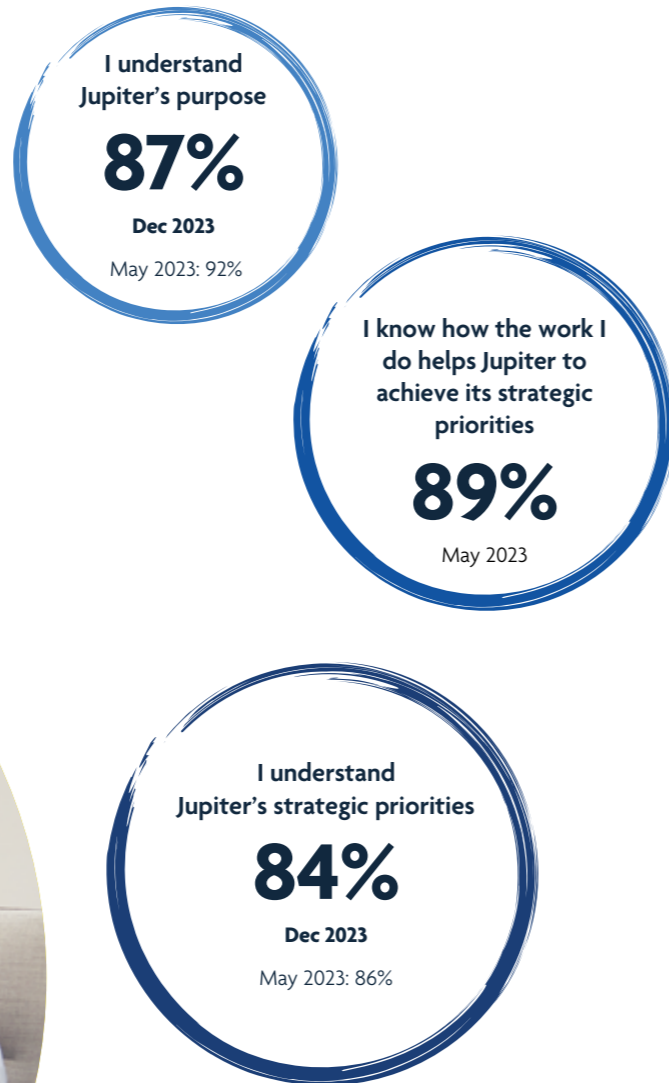 I understand
Jupiter’s purpose
87%
Dec 2023
May 2023: 92%
I know how the work I
do helps Jupiter to
achieve its strategic
priorities
89%
May 2023
I understand
Jupiter’s strategic priorities
84%
Dec 2023
May 2023: 86%